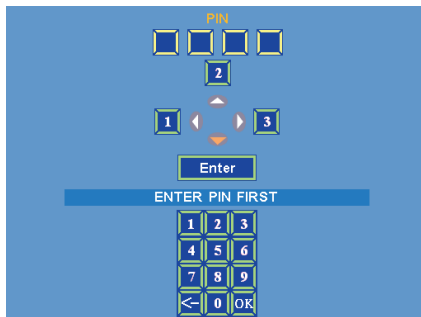 PIN
2
1 3
Enter
ENTER PIN FIRST
1 2 3
4 5 6
7 8 9
<- 0 OK